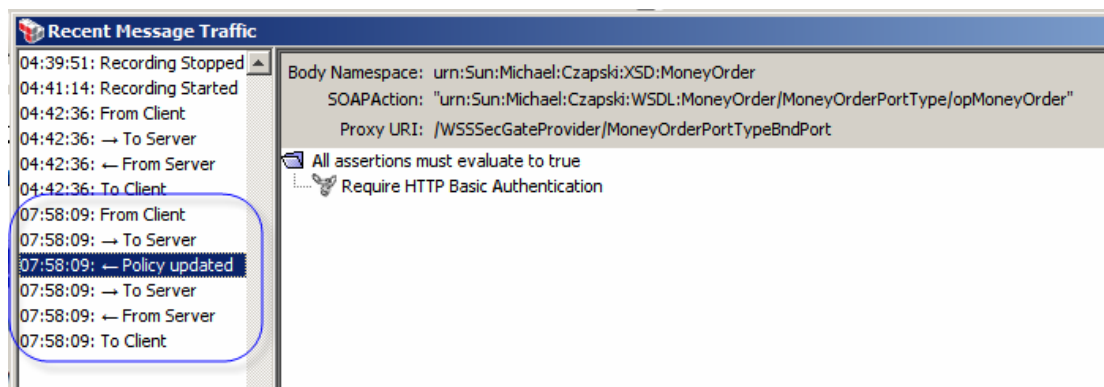 Recent Message Traffic
04:39:51: Recording Stopped
04:41:14: Recording Started
04:42:36: From Client
04:42:36: → To Server
04:42:36: ← From Server
04:42:36: To Client
07:58:09: From Client
07:58:09: → To Server
07:58:09: ← Policy updated
07:58:09: → To Server
07:58:09: ← From Server
07:58:09: To Client
Body Namespace: urn:Sun:Michael:Czapski:XSD:MoneyOrder
SOAPAction: "urn:Sun:Michael:Czapski:WSDL:MoneyOrder/MoneyOrderPortType/opMoneyOrder"
Proxy URI: /WSSSecGateProvider/MoneyOrderPortTypeBndPort
All assertions must evaluate to true
Require HTTP Basic Authentication